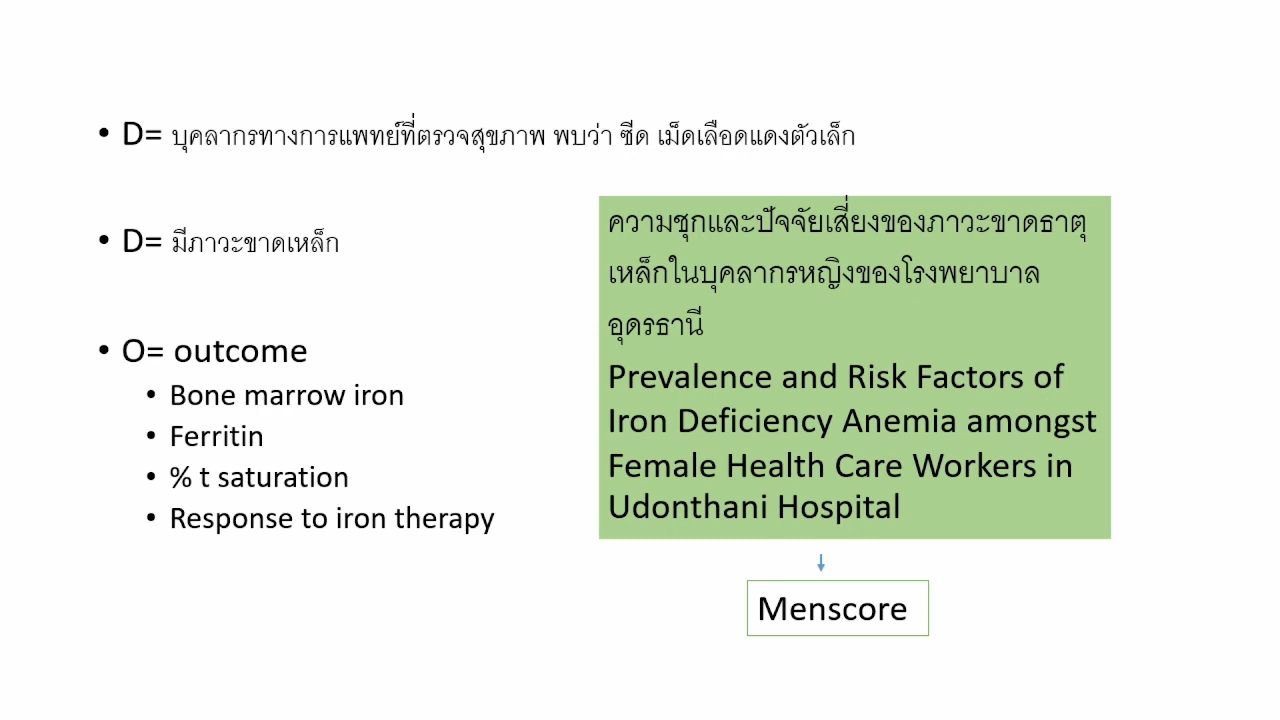 • D= บุคลากรทางการแพทย์ที่ตรวจสุขภาพ พบว่า ซีด เม็ดเลือดแดงตัวเล็ก
• D= มีภาวะขาดเหล็ก
• O= outcome
• Bone marrow iron
• Ferritin
• % t saturation
• Response to iron therapy
ความชุกและปัจจัยเสี่ยงของภาวะขาดธาตุ
เหล็กในบุคลากรหญิงของโรงพยาบาล
อุดรธานี
Prevalence and Risk Factors of
Iron Deficiency Anemia amongst
Female Health Care Workers in
Udonthani Hospital
Menscore